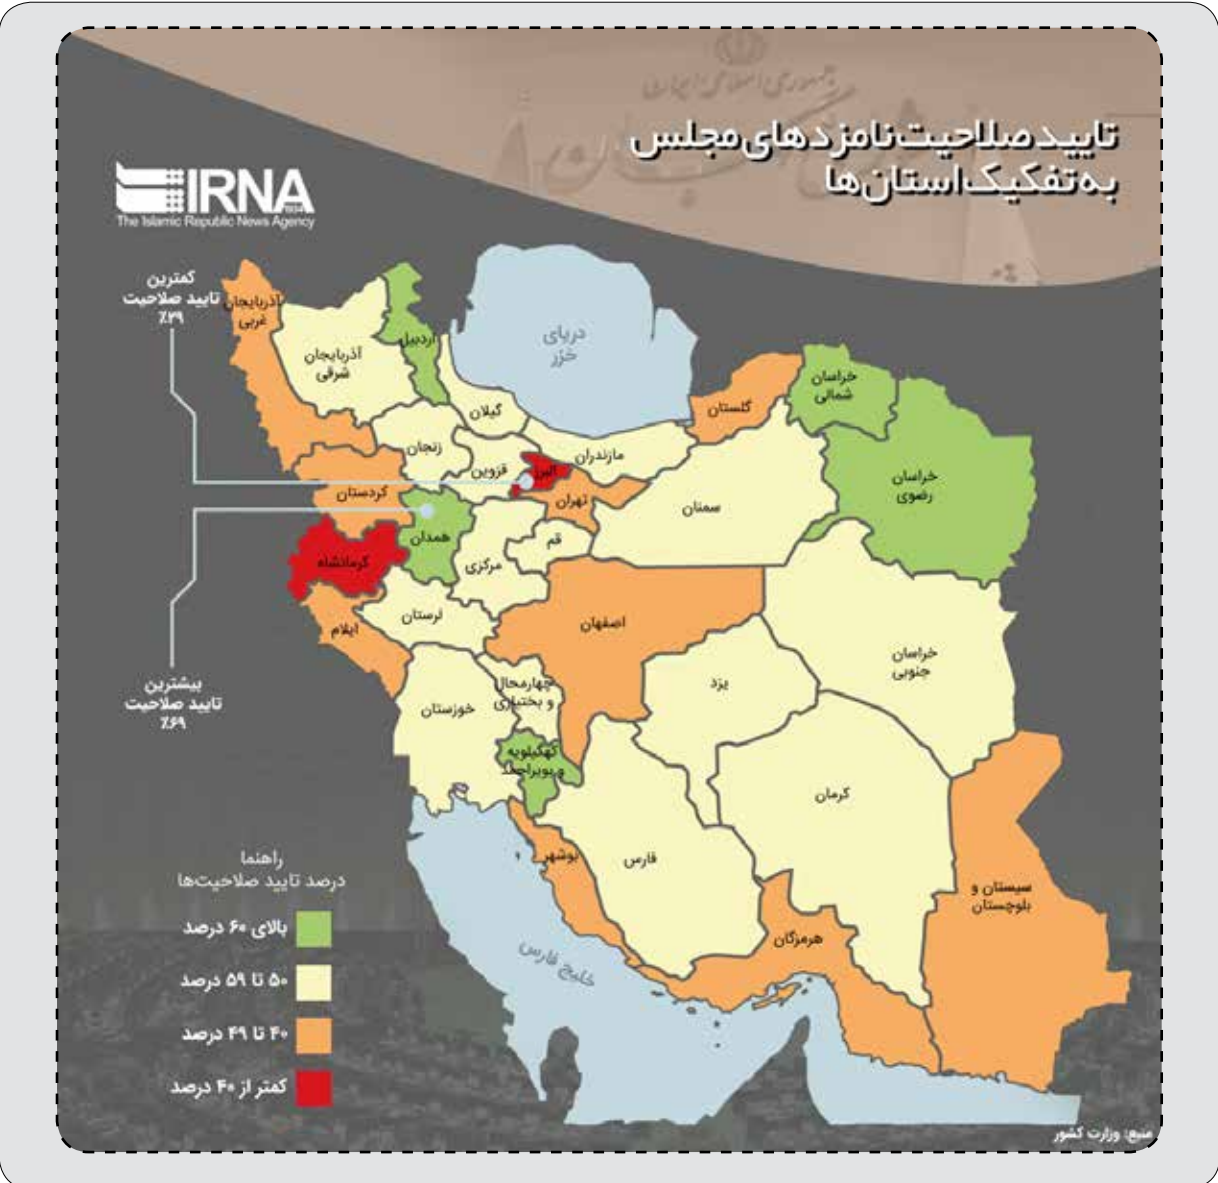 جمهوری اسلامی ایران
تایید صلاحیت نامزدهای مجلس
به تفکیک استان‌ها
IRNA
1934
The Islamic Republic News Agency
کمترین
تایید صلاحیت
٪۳۹
آذربایجان
غربی
آذربایجان
شرقی
اردبیل
دریای
خزر
گیلان
زنجان
قزوین
البرز
مازندران
گلستان
خراسان
شمالی
خراسان
رضوی
کردستان
تهران
سمنان
همدان
قم
مرکزی
کرمانشاه
ایلام
لرستان
اصفهان
خراسان
جنوبی
یزد
چهارمحال
و بختیاری
خوزستان
بیشترین
تایید صلاحیت
٪۶۹
کهگیلویه
و بویراحمد
کرمان
فارس
بوشهر
سیستان و
بلوچستان
هرمزگان
خلیج فارس
راهنما
درصد تایید صلاحیت‌ها
بالای ۶۰ درصد
۵۰ تا ۵۹ درصد
۴۰ تا ۴۹ درصد
کمتر از ۴۰ درصد
منبع: وزارت کشور